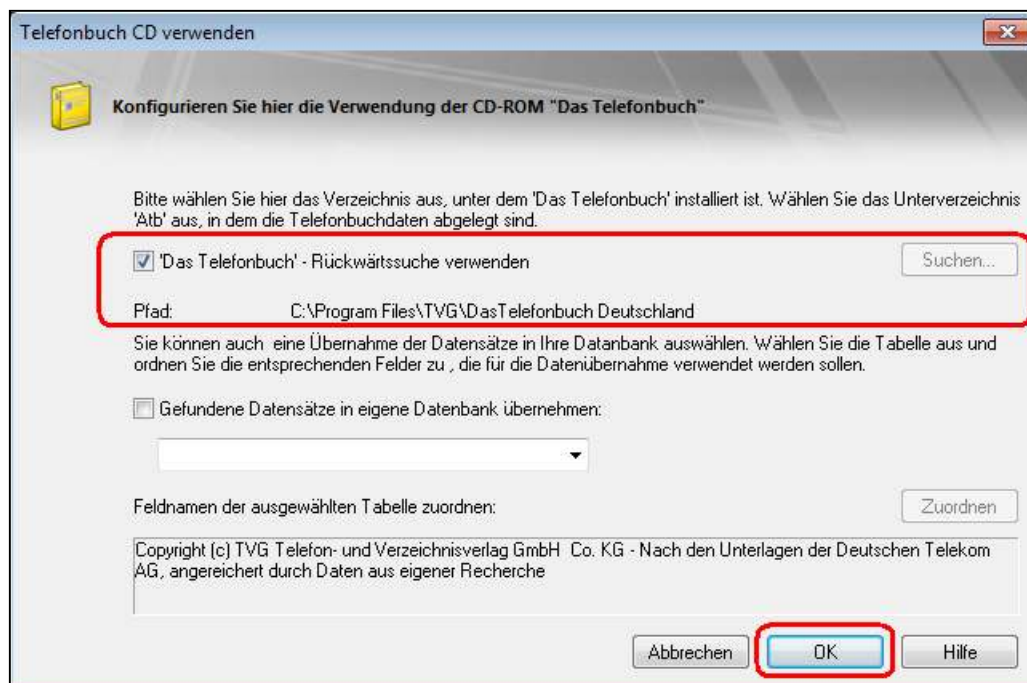 Telefonbuch CD verwenden
Konfigurieren Sie hier die Verwendung der CD-ROM "Das Telefonbuch"
Bitte wählen Sie hier das Verzeichnis aus, unter dem 'Das Telefonbuch' installiert ist. Wählen Sie das Unterverzeichnis
'Atb' aus, in dem die Telefonbuchdaten abgelegt sind.
'Das Telefonbuch' - Rückwärtssuche verwenden
Suchen...
Pfad: C:\Program Files\TVG\DasTelefonbuch Deutschland
Sie können auch eine Übernahme der Datensätze in Ihre Datanbank auswählen. Wählen Sie die Tabelle aus und
ordnen Sie die entsprechenden Felder zu , die für die Datenübernahme verwendet werden sollen.
Gefundene Datensätze in eigene Datenbank übernehmen:
Feldnamen der ausgewählten Tabelle zuordnen:
Zuordnen
Copyright (c) TVG Telefon- und Verzeichnisverlag GmbH Co. KG - Nach den Unterlagen der Deutschen Telekom
AG, angereichert durch Daten aus eigener Recherche
Abbrechen OK Hilfe